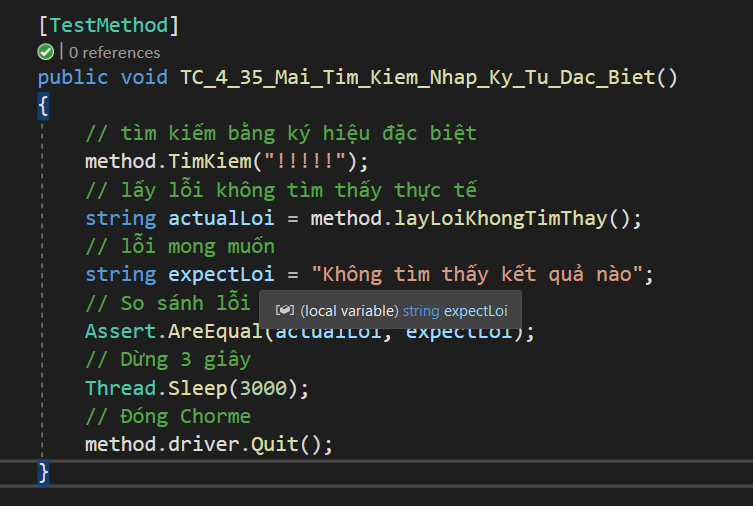 [TestMethod]
| 0 references
public void TC_4_35_Mai_Tim_Kiem_Nhap_Ky_Tu_Dac_Biet()
{
// tìm kiếm bằng ký hiệu đặc biệt
method.TimKiem("!!!!!");
// lấy lỗi không tìm thấy thực tế
string actualLoi = method.layLoiKhongTimThay();
// lỗi mong muốn
string expectLoi = "Không tìm thấy kết quả nào";
// So sánh lỗi
(local variable) string expectLoi
Assert.AreEqual(actualLoi, expectLoi);
// Dừng 3 giây
Thread.Sleep(3000);
// Đóng Chorme
method.driver.Quit();
}